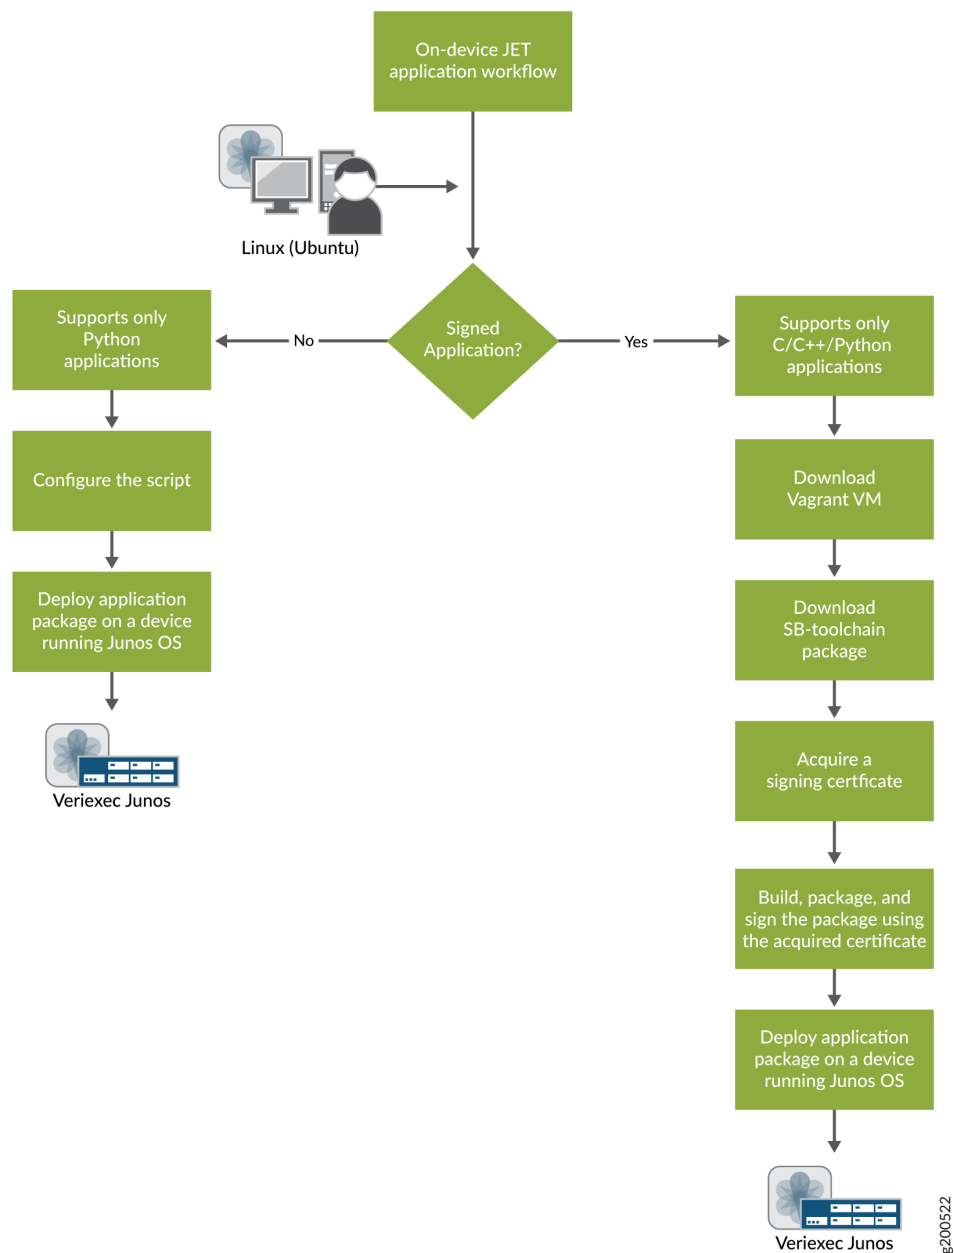 On-device JET
application workflow
Linux (Ubuntu)
Signed
Application?
No
Yes
Supports only
Python
applications
Configure the script
Deploy application
package on a device
running Junos OS
Veriexec Junos
Supports only
C/C++/Python
applications
Download
Vagrant VM
Download
SB-toolchain
package
Acquire a
signing certficate
Build, package, and
sign the package using
the acquired certificate
Deploy application
package on a device
running Junos OS
Veriexec Junos
g200522